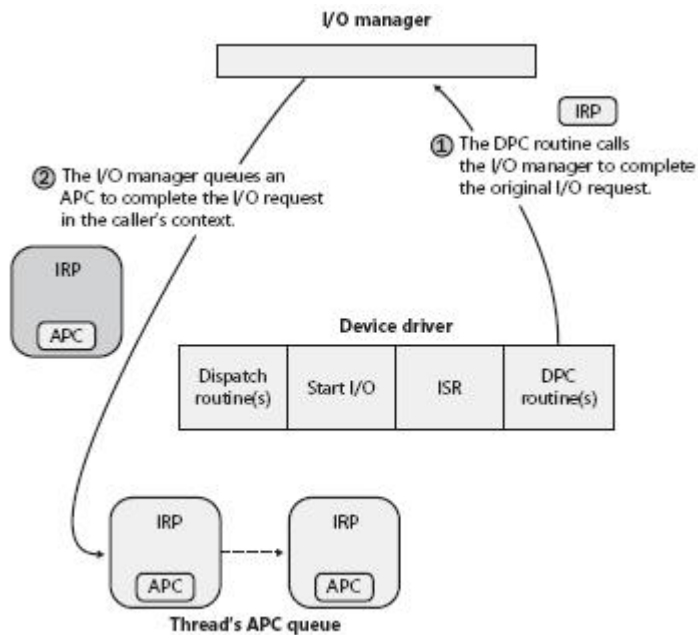 I/O manager
IRP
① The DPC routine calls
the I/O manager to complete
the original I/O request.
② The I/O manager queues an
APC to complete the I/O request
in the caller's context.
IRP
APC
Device driver
Dispatch
routine(s)
Start I/O
ISR
DPC
routine(s)
IRP
APC
IRP
APC
Thread's APC queue